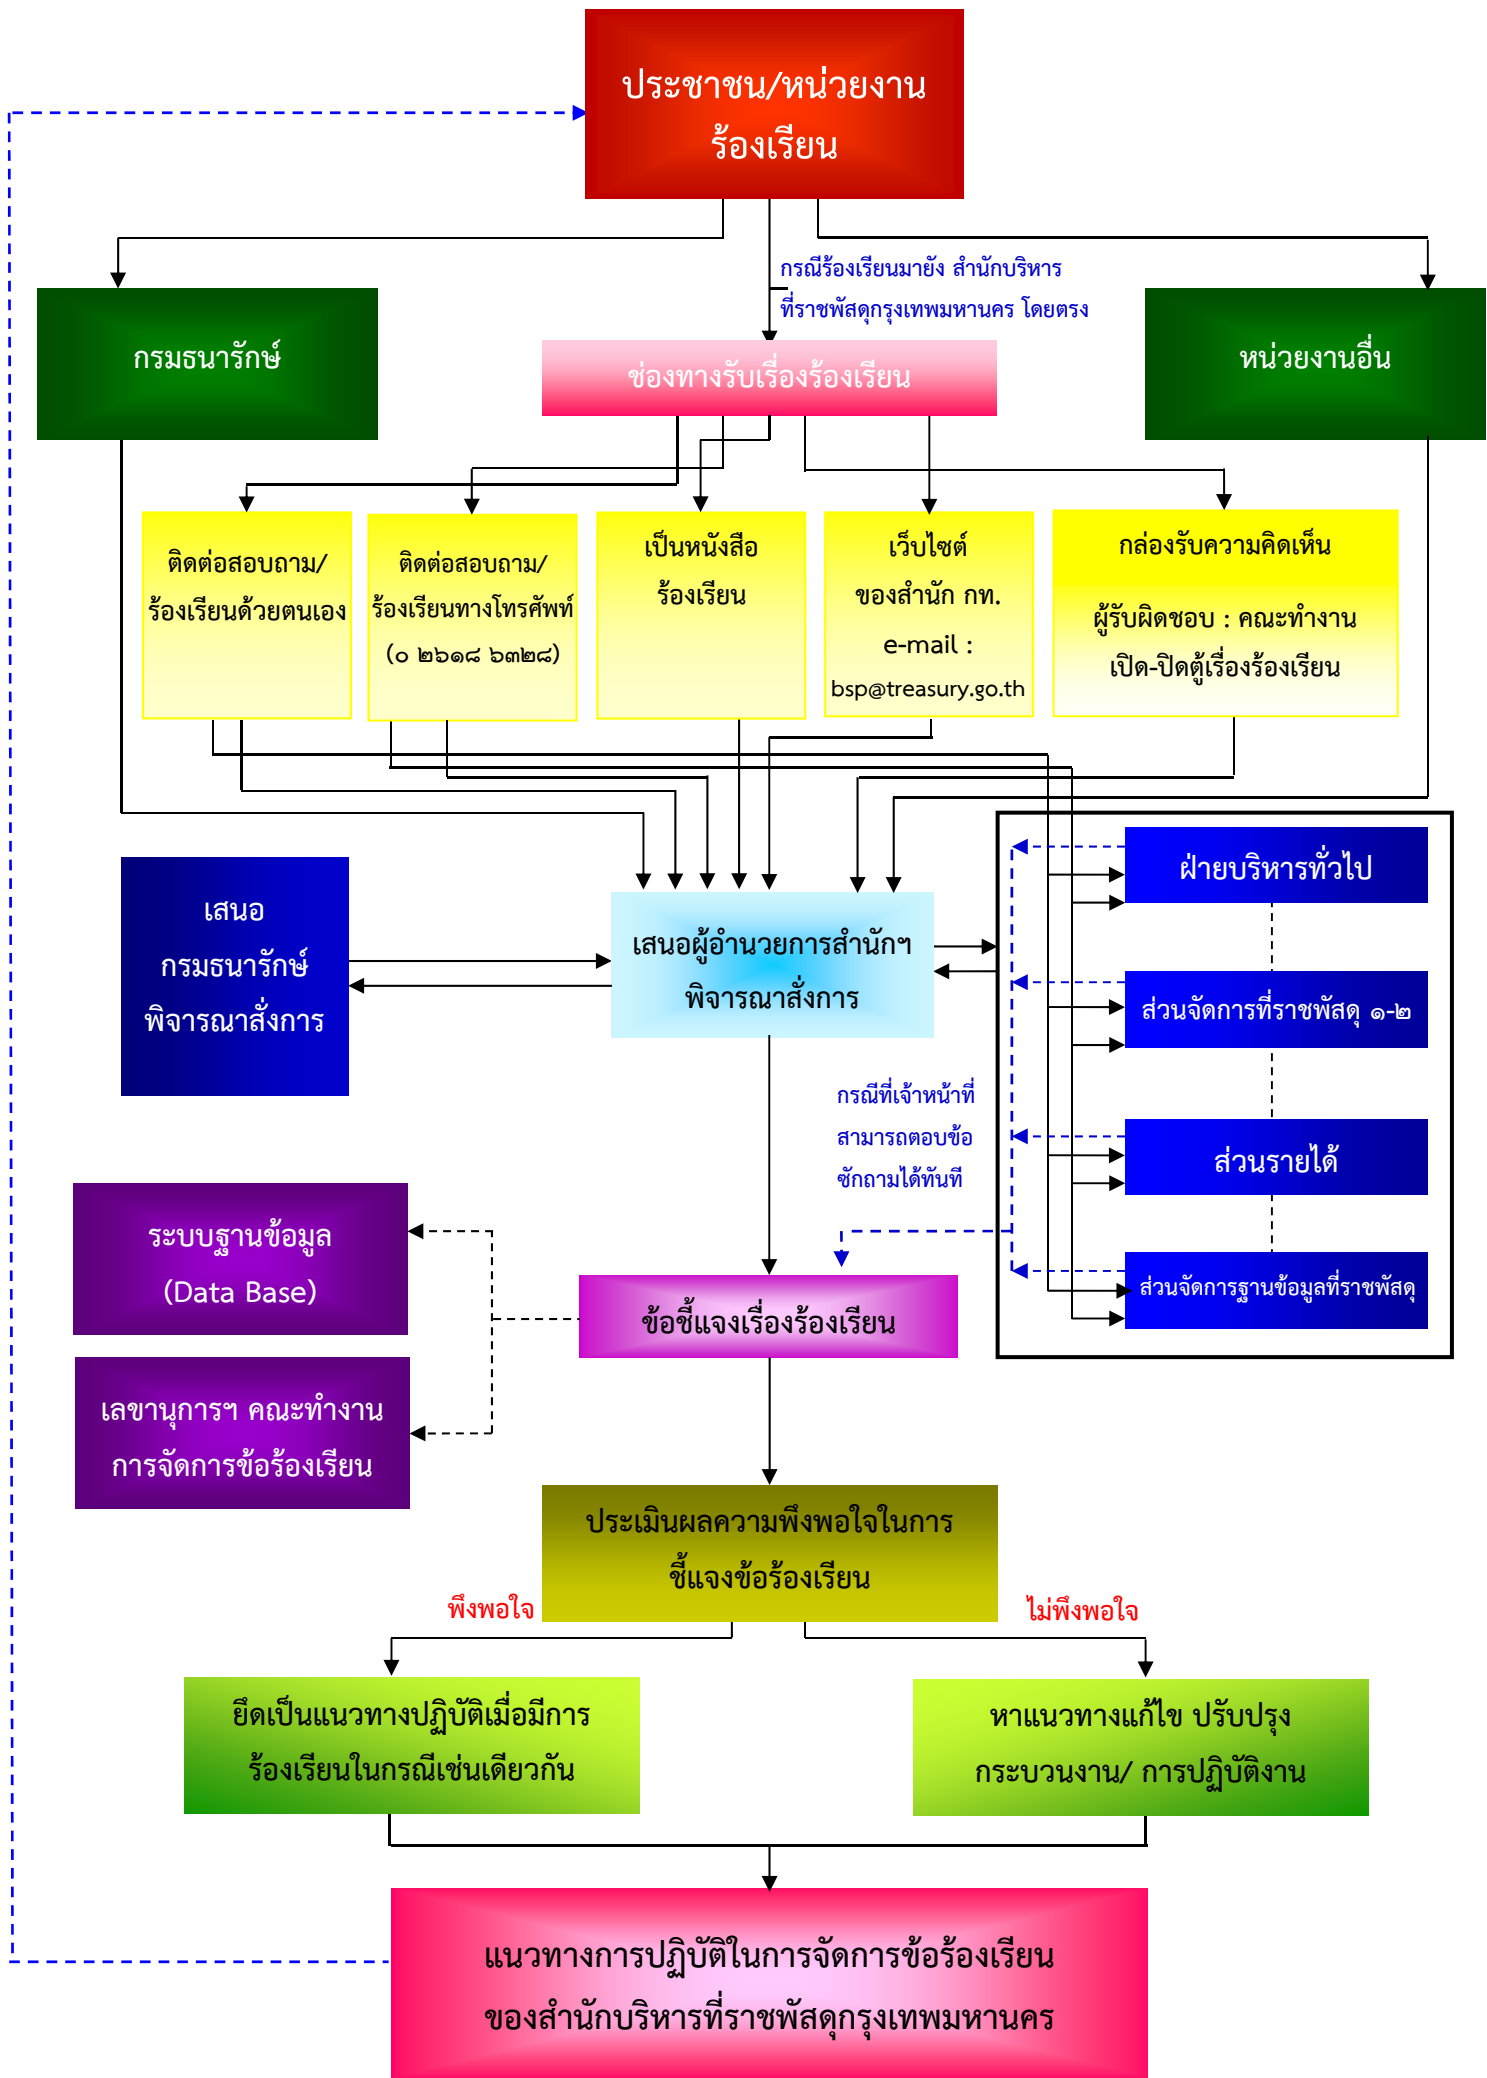 ประชาชน/หน่วยงาน
ร้องเรียน
กรณีร้องเรียนมายัง สำนักบริหาร
ที่ราชพัสดุกรุงเทพมหานคร โดยตรง
กรมธนารักษ์
ช่องทางรับเรื่องร้องเรียน
หน่วยงานอื่น
ติดต่อสอบถาม/
ร้องเรียนด้วยตนเอง
ติดต่อสอบถาม/
ร้องเรียนทางโทรศัพท์
(๐ ๒๖๑๘ ๖๓๒๘)
เป็นหนังสือ
ร้องเรียน
เว็บไซต์
ของสำนัก กท.
e-mail :
bsp@treasury.go.th
กล่องรับความคิดเห็น
ผู้รับผิดชอบ : คณะทำงาน
เปิด-ปิดตู้เรื่องร้องเรียน
เสนอ
กรมธนารักษ์
พิจารณาสั่งการ
เสนอผู้อำนวยการสำนักฯ
พิจารณาสั่งการ
ฝ่ายบริหารทั่วไป
ส่วนจัดการที่ราชพัสดุ ๑-๒
ส่วนรายได้
ส่วนจัดการฐานข้อมูลที่ราชพัสดุ
กรณีที่เจ้าหน้าที่
สามารถตอบข้อ
ซักถามได้ทันที
ระบบฐานข้อมูล
(Data Base)
ข้อชี้แจงเรื่องร้องเรียน
เลขานุการฯ คณะทำงาน
การจัดการข้อร้องเรียน
ประเมินผลความพึงพอใจในการ
ชี้แจงข้อร้องเรียน
พึงพอใจ
ไม่พึงพอใจ
ยึดเป็นแนวทางปฏิบัติเมื่อมีการ
ร้องเรียนในกรณีเช่นเดียวกัน
หาแนวทางแก้ไข ปรับปรุง
กระบวนงาน/ การปฏิบัติงาน
แนวทางการปฏิบัติในการจัดการข้อร้องเรียน
ของสำนักบริหารที่ราชพัสดุกรุงเทพมหานคร